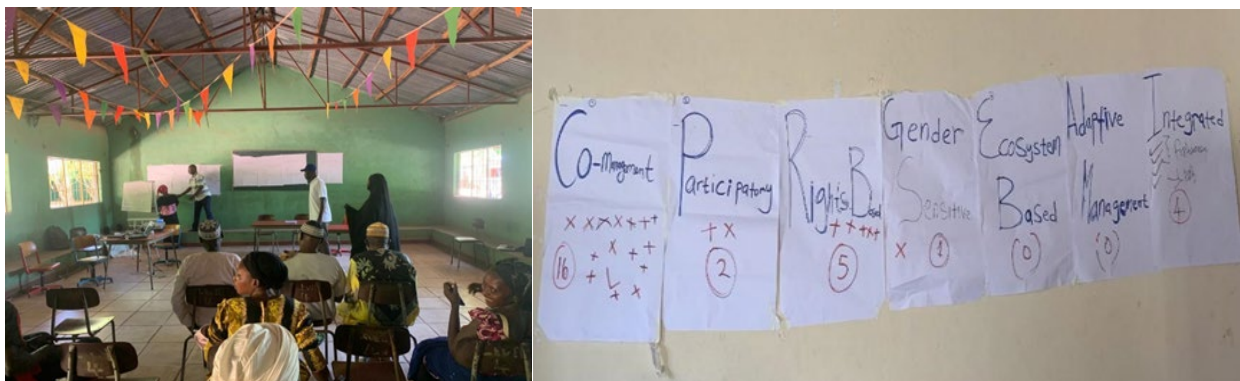 Co-Management
X X X X X + +
16
Participatory
+ X
2
Rights Based
+ + + X +
5
Gender
Sensitive
X
1
Ecosystem
Based
(0)
Adaptive
Management
(0)
Integrated
4